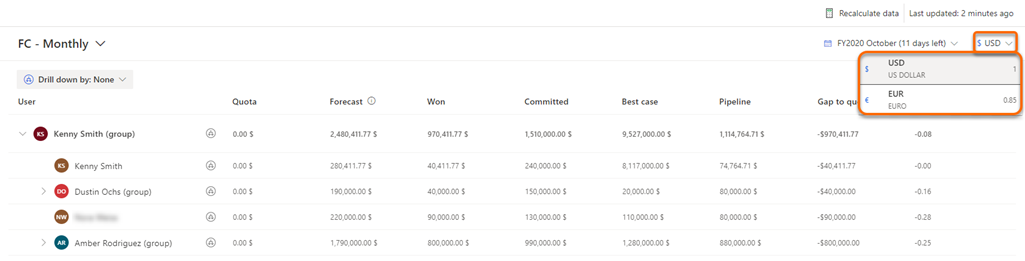 Recalculate data Last updated: 2 minutes ago
FC - Monthly FY2020 October (11 days left) $ USD
$ USD 1
US DOLLAR
Drill down by: None
€ EUR 0.85
EURO
User Quota Forecast Won Committed Best case Pipeline Gap to qu
KS Kenny Smith (group) 0.00 $ 2,480,411.77 $ 970,411.77 $ 1,510,000.00 $ 9,527,000.00 $ 1,114,764.71 $ -$970,411.77 -0.08
KS Kenny Smith 0.00 $ 280,411.77 $ 40,411.77 $ 240,000.00 $ 8,117,000.00 $ 74,764.71 $ -$40,411.77 -0.00
DO Dustin Ochs (group) 0.00 $ 190,000.00 $ 40,000.00 $ 150,000.00 $ 20,000.00 $ 80,000.00 $ -$40,000.00 -0.16
NW 0.00 $ 220,000.00 $ 90,000.00 $ 130,000.00 $ 110,000.00 $ 80,000.00 $ -$90,000.00 -0.28
AR Amber Rodriguez (group) 0.00 $ 1,790,000.00 $ 800,000.00 $ 990,000.00 $ 1,280,000.00 $ 880,000.00 $ -$800,000.00 -0.25